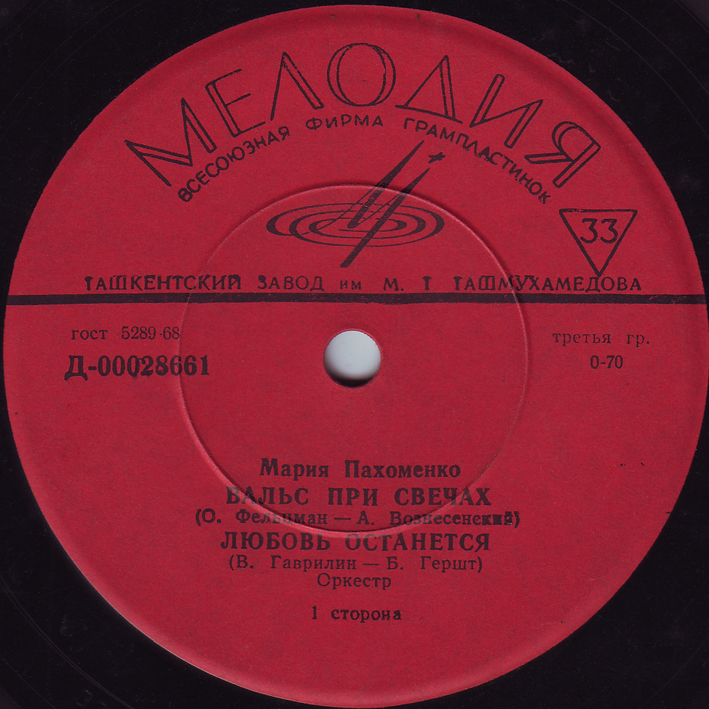 МЕЛОДИЯ
ВСЕСОЮЗНАЯ ФИРМА ГРАМПЛАСТИНОК
33
ТАШКЕНТСКИЙ ЗАВОД им М. Т ТАШМУХАМЕДОВА
гост 5289-68
третья гр.
Д-00028661
0-70
Мария Пахоменко
ВАЛЬС ПРИ СВЕЧАХ
(О. Фельцман — А. Вознесенский)
ЛЮБОВЬ ОСТАНЕТСЯ
(В. Гаврилин — Б. Гершт)
Оркестр
1 сторона